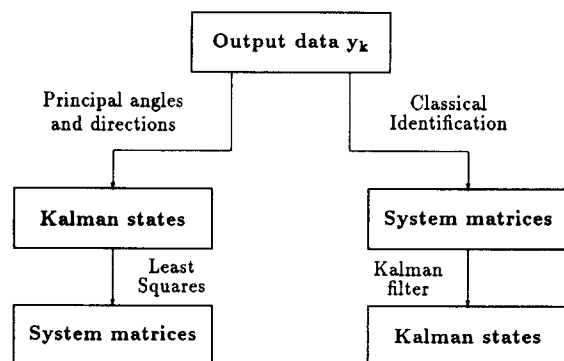 Output data yk
Principal angles
and directions
Classical
Identification
Kalman states
System matrices
Least
Squares
Kalman
filter
System matrices
Kalman states